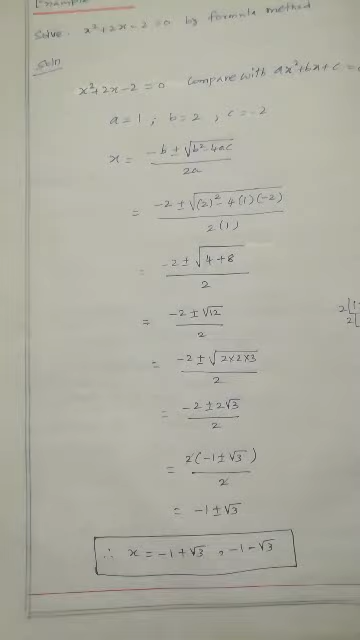 Example
Solve. x²+2x-2=0 by formula method
Soln
x²+2x-2=0 Compare with ax²+bx+c=0
a=1; b=2, c=-2
x = (-b±√(b²-4ac))/2a
= (-2±√((2)²-4(1)(-2)))/2(1)
= (-2±√(4+8))/2
= (-2±√12)/2
= (-2±√(2×2×3))/2
= (-2±2√3)/2
= 2(-1±√3)/2
= -1±√3
∴ x=-1+√3, -1-√3